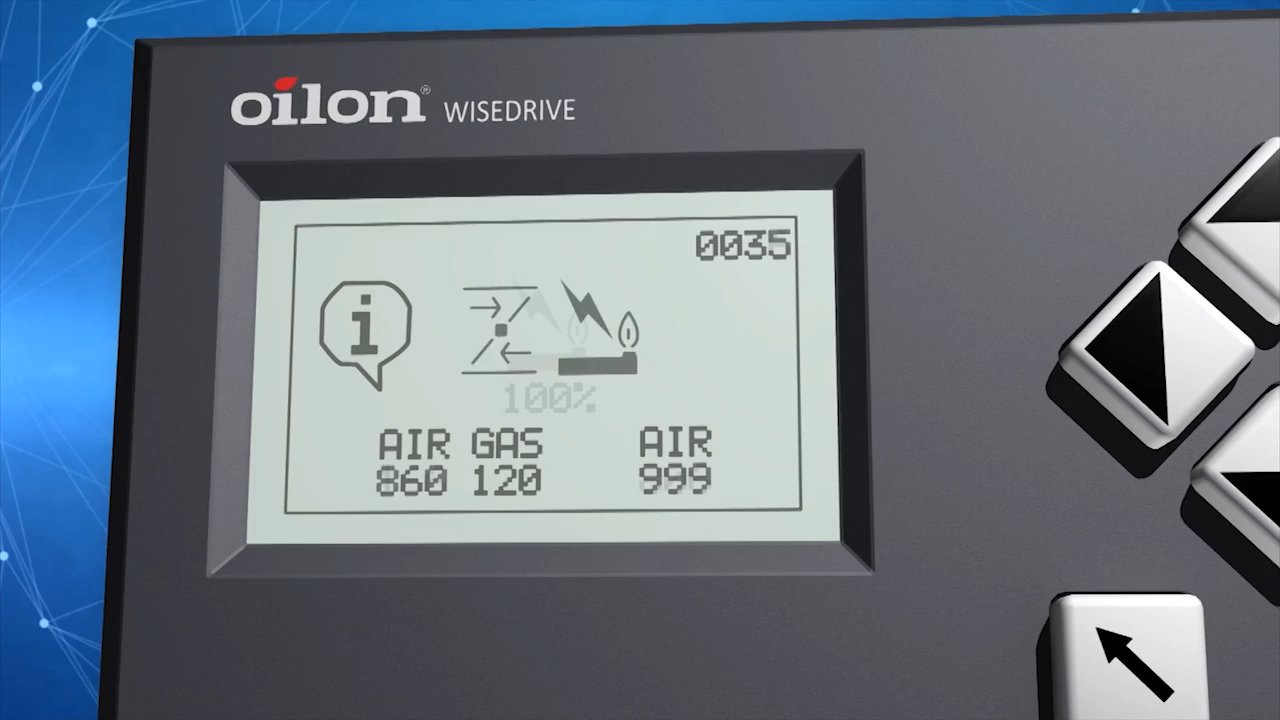 oilon® WISEDRIVE
0035
i
100%
AIR GAS AIR
860 120 999